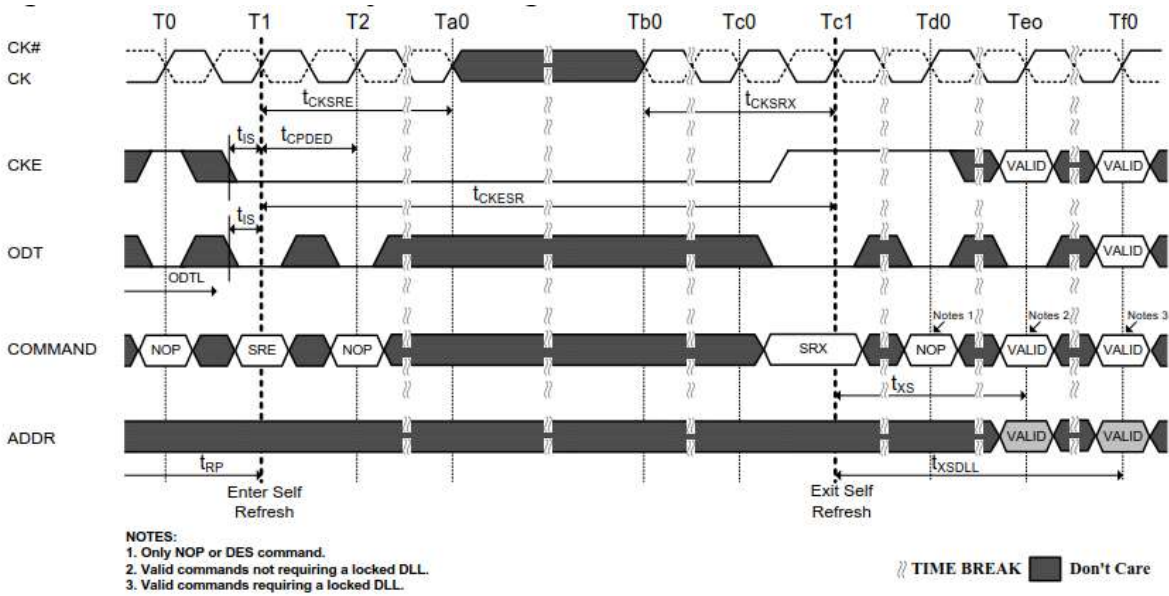 T0 T1 T2 Ta0 Tb0 Tc0 Tc1 Td0 Teo Tf0
CK#
CK
tCKSRE tCKSRX
tIS tCPDED
CKE VALID VALID
tCKESR
tIS
ODT VALID
ODTL
Notes 1 Notes 2 Notes 3
COMMAND NOP SRE NOP SRX NOP VALID VALID
tXS
ADDR VALID VALID
tRP tXSDLL
Enter Self Exit Self
Refresh Refresh
NOTES:
1. Only NOP or DES command.
2. Valid commands not requiring a locked DLL.
3. Valid commands requiring a locked DLL.
TIME BREAK Don't Care